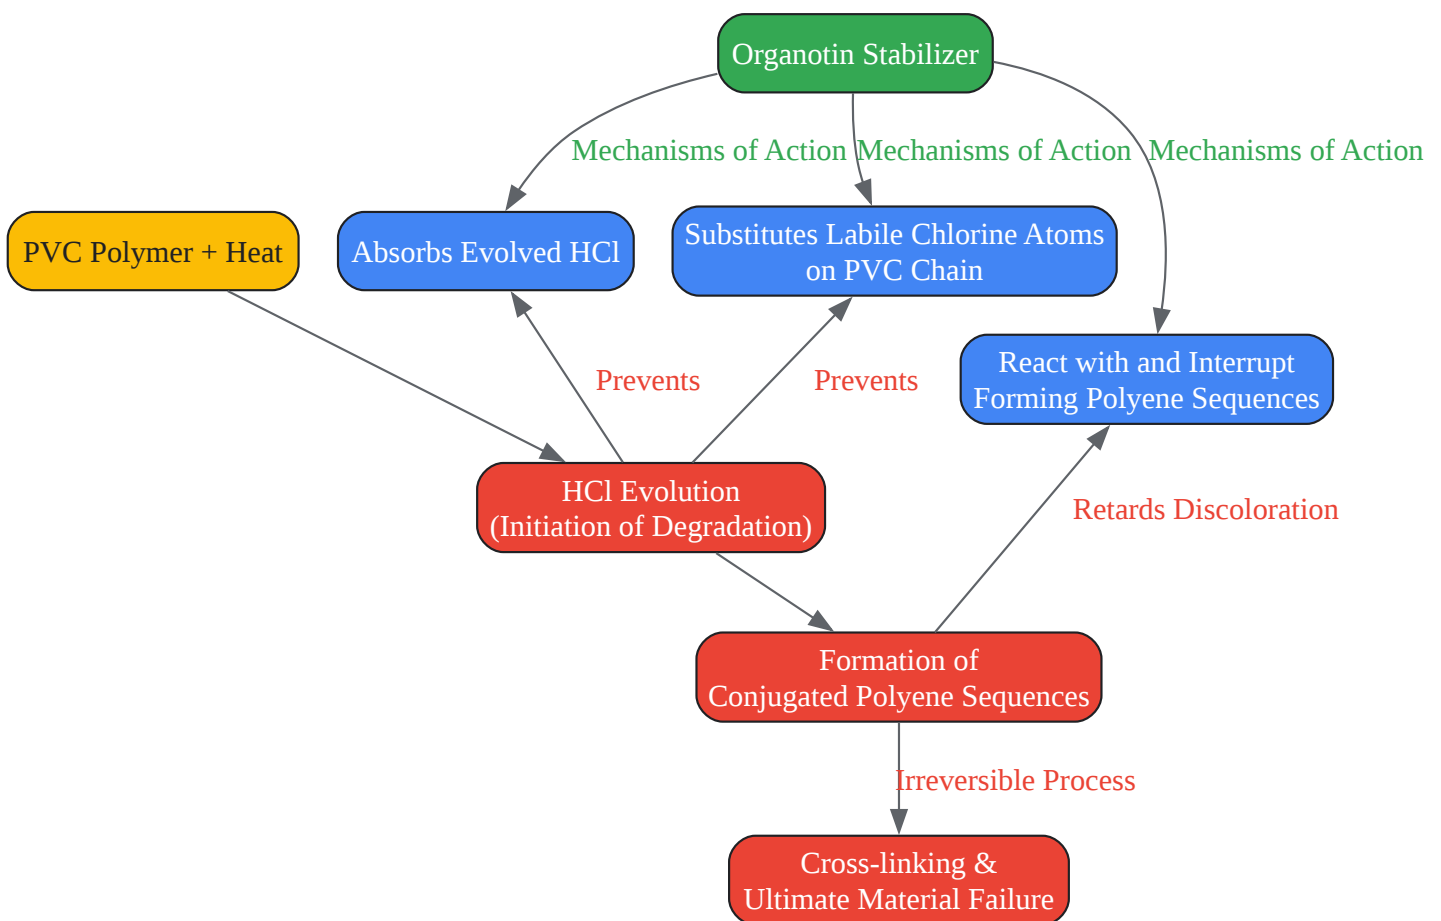 Organotin Stabilizer
Mechanisms of Action
Mechanisms of Action
Mechanisms of Action
PVC Polymer + Heat
Absorbs Evolved HCl
Substitutes Labile Chlorine Atoms
on PVC Chain
React with and Interrupt
Forming Polyene Sequences
Prevents
Prevents
HCl Evolution
(Initiation of Degradation)
Retards Discoloration
Formation of
Conjugated Polyene Sequences
Irreversible Process
Cross-linking &
Ultimate Material Failure